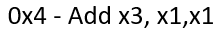 0x4 - Add x3, x1,x1